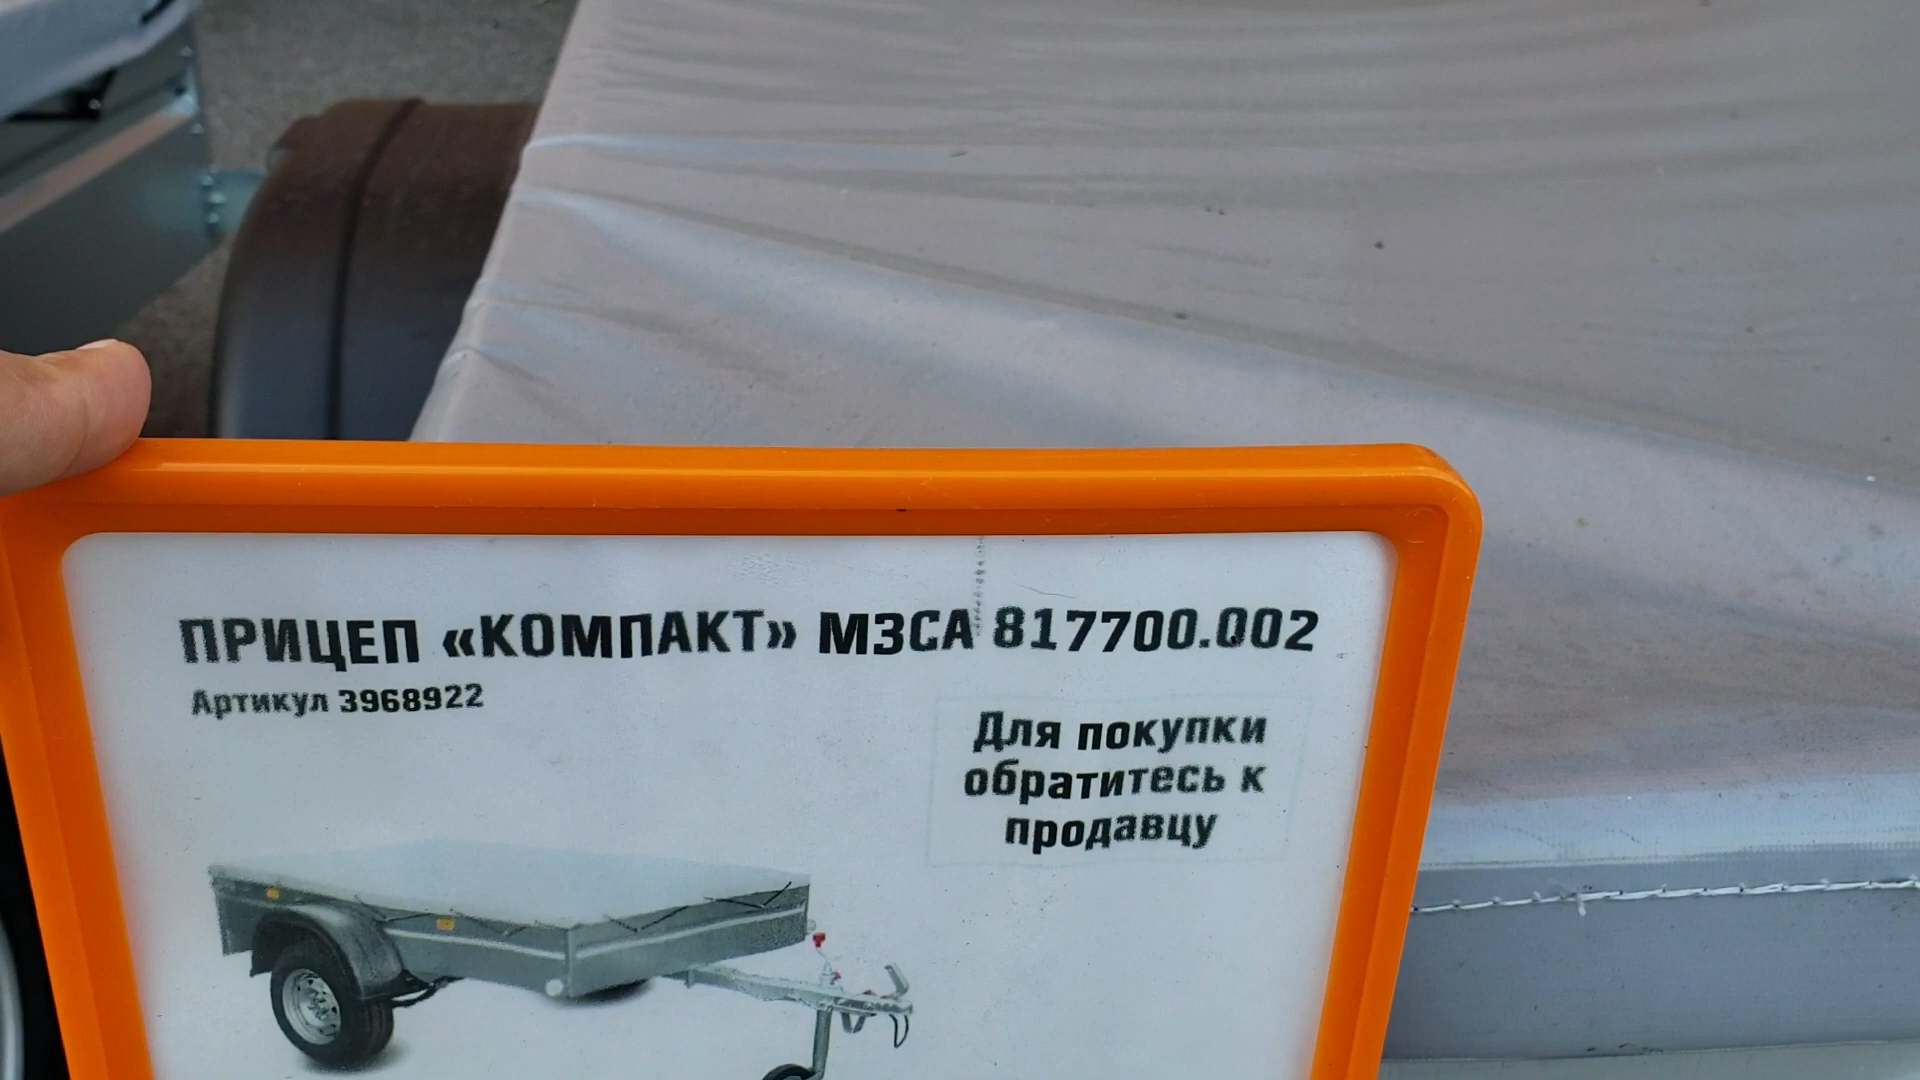 ПРИЦЕП «КОМПАКТ» МЗСА 817700.002
Артикул 3968922
Для покупки
обратитесь к
продавцу